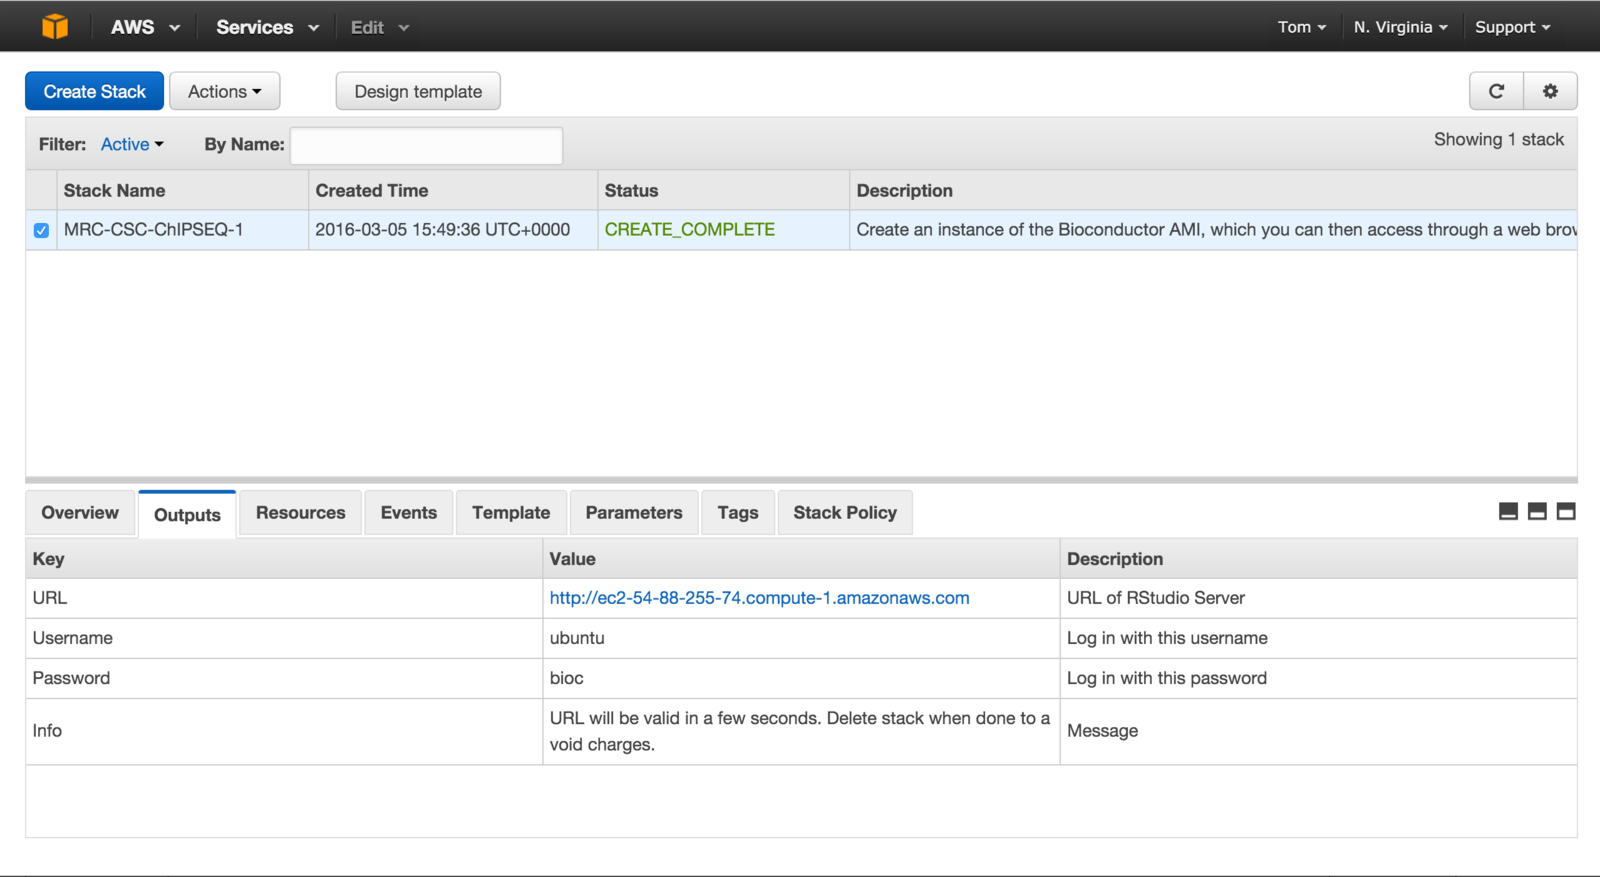 AWS Services Edit Tom N. Virginia Support
Create Stack Actions Design template
Filter: Active By Name: Showing 1 stack
Stack Name Created Time Status Description
MRC-CSC-ChIPSEQ-1 2016-03-05 15:49:36 UTC+0000 CREATE_COMPLETE Create an instance of the Bioconductor AMI, which you can then access through a web brow
Overview Outputs Resources Events Template Parameters Tags Stack Policy
Key Value Description
URL http://ec2-54-88-255-74.compute-1.amazonaws.com URL of RStudio Server
Username ubuntu Log in with this username
Password bioc Log in with this password
Info URL will be valid in a few seconds. Delete stack when done to a
void charges. Message